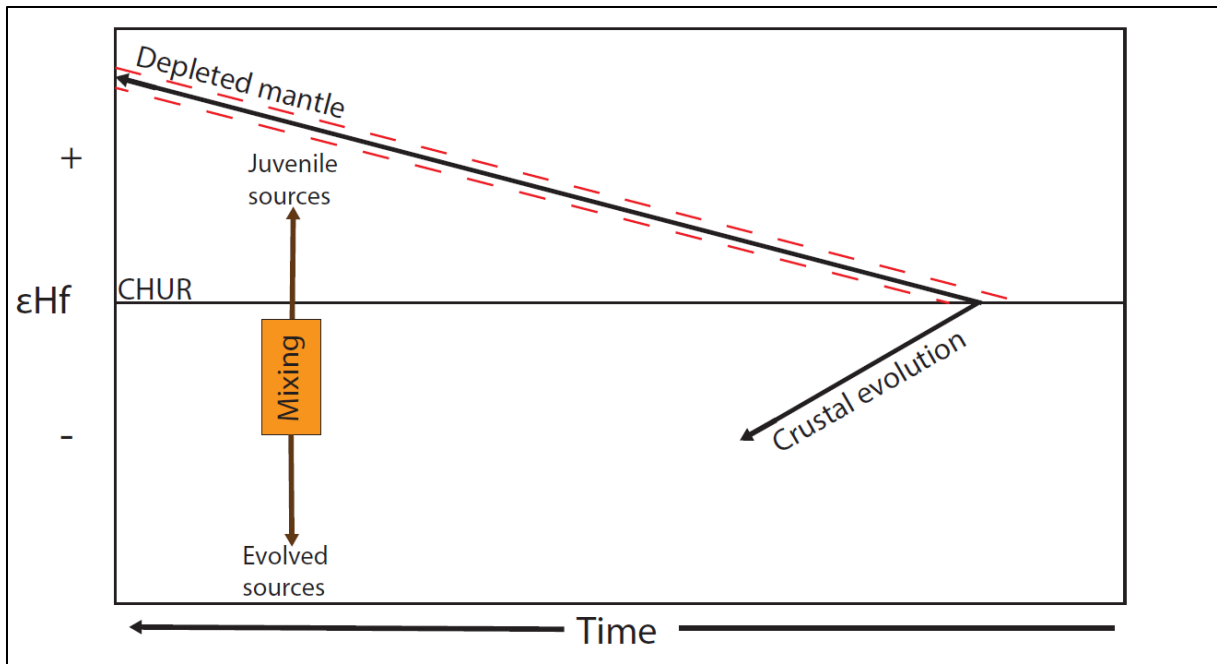 Depleted mantle
+
Juvenile
sources
CHUR
εHf
Mixing
Crustal evolution
-
Evolved
sources
Time